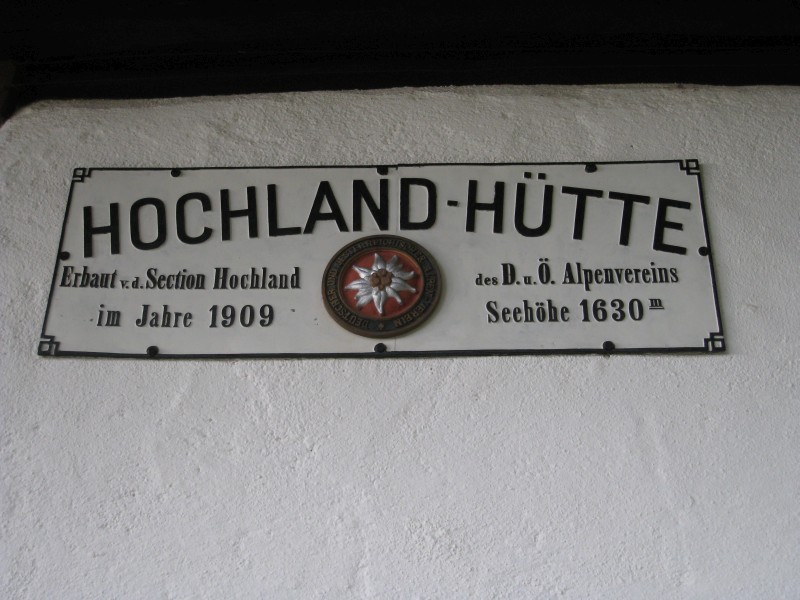 HOCHLAND-HÜTTE
Erbaut v. d. Section Hochland
im Jahre 1909
des D. u. Ö. Alpenvereins
Seehöhe 1630 m